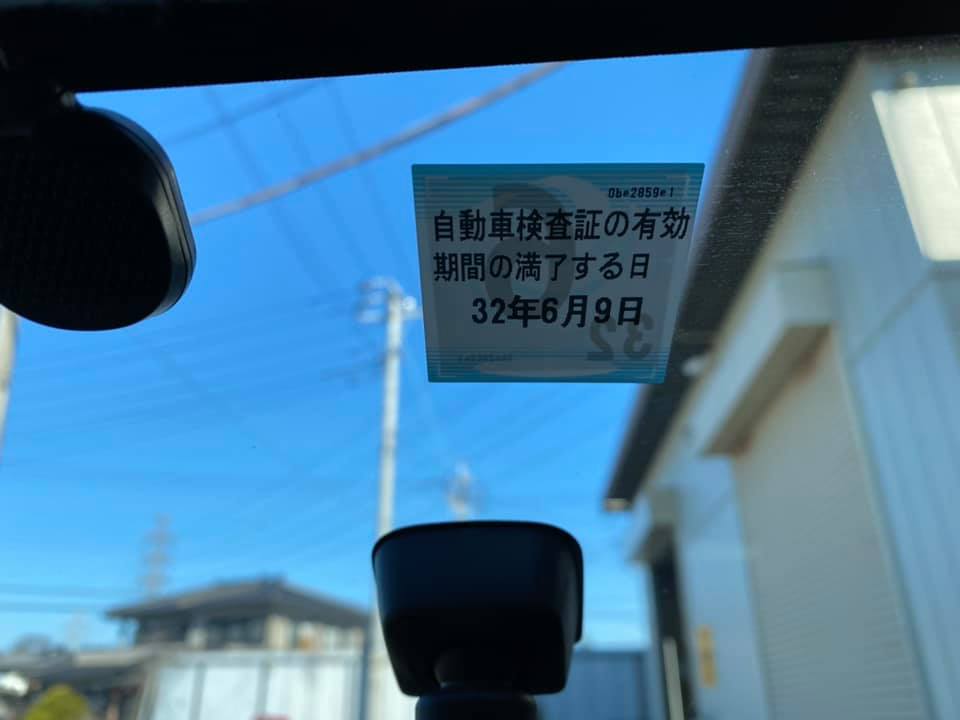 0be2859e1
自動車検査証の有効
期間の満了する日
32年6月9日